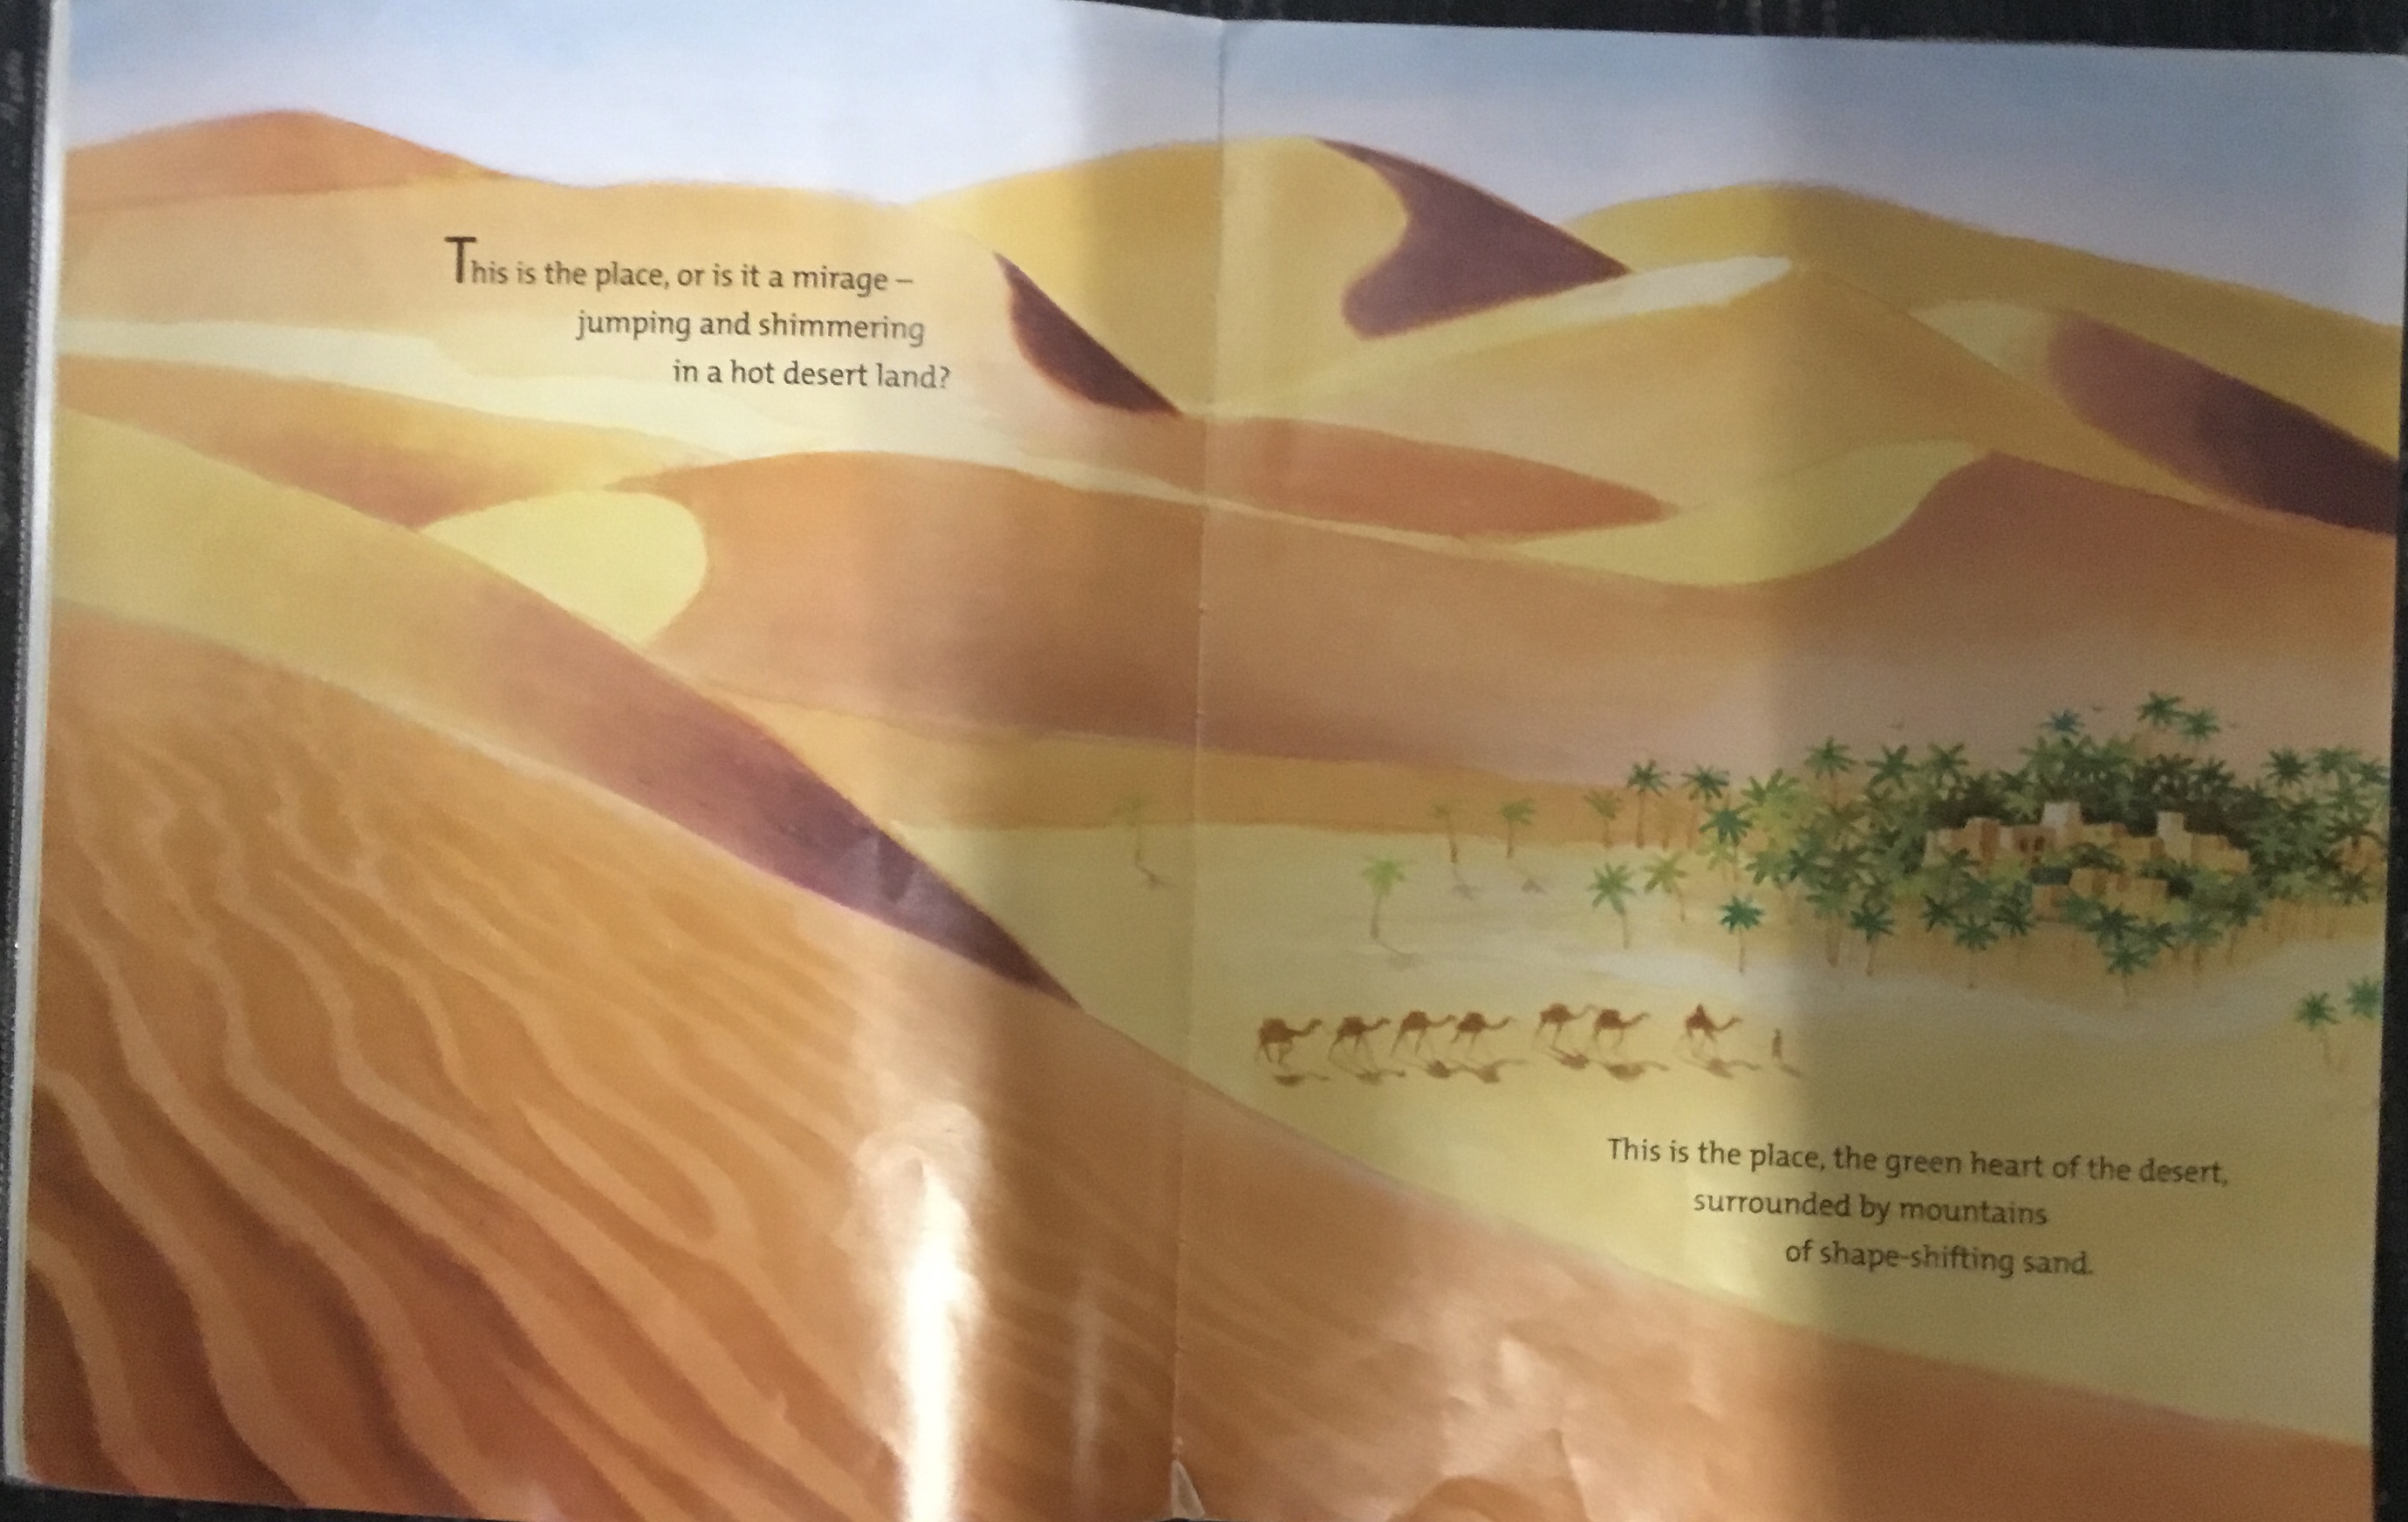 This is the place, or is it a mirage –
jumping and shimmering
in a hot desert land?
This is the place, the green heart of the desert,
surrounded by mountains
of shape-shifting sand.